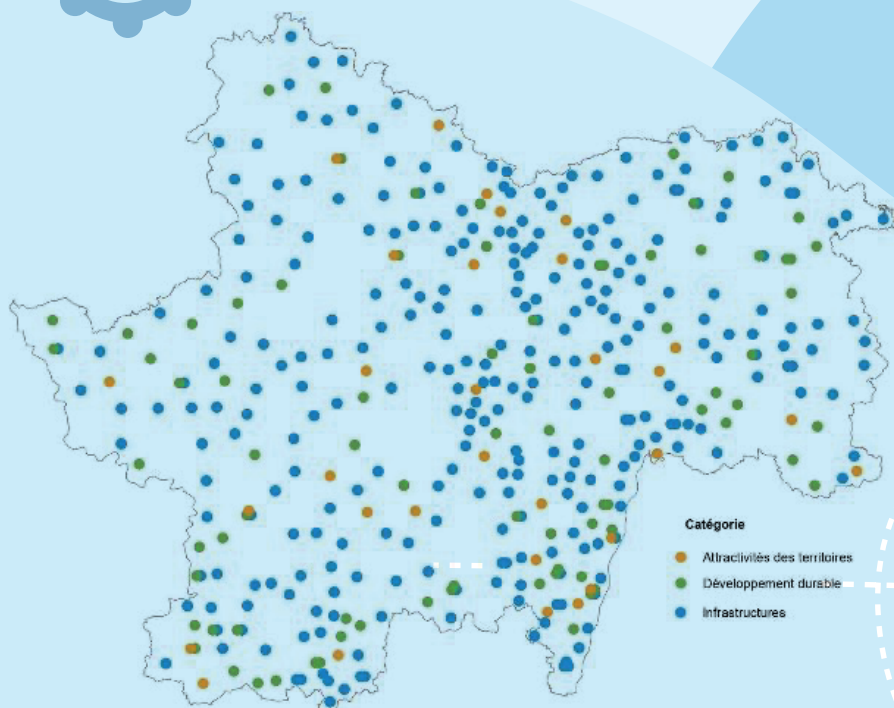 Catégorie
Attractivités des territoires
Développement durable
Infrastructures